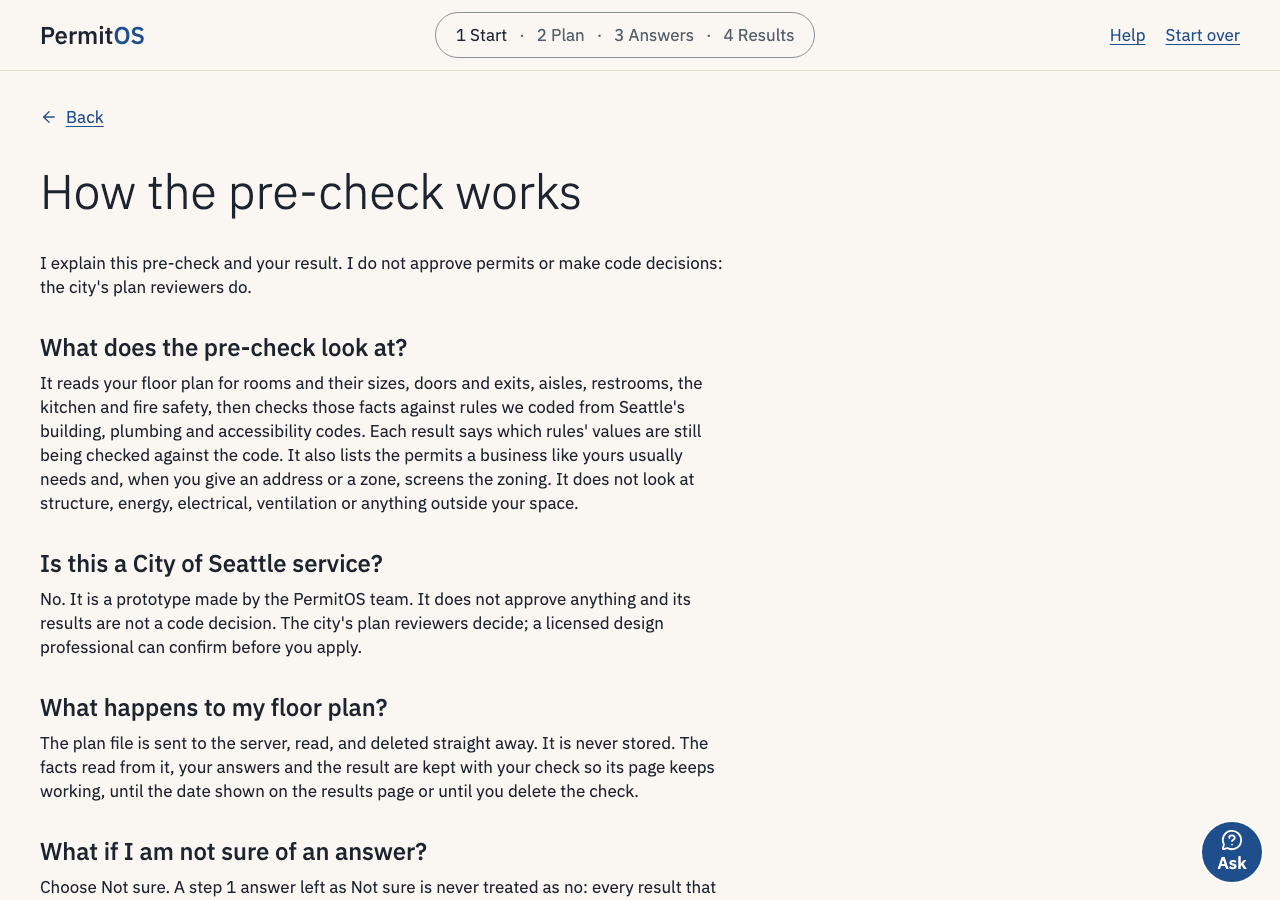 PermitOS
1 Start · 2 Plan · 3 Answers · 4 Results
Help
Start over
Back
How the pre-check works
I explain this pre-check and your result. I do not approve permits or make code decisions:
the city's plan reviewers do.
What does the pre-check look at?
It reads your floor plan for rooms and their sizes, doors and exits, aisles, restrooms, the
kitchen and fire safety, then checks those facts against rules we coded from Seattle's
building, plumbing and accessibility codes. Each result says which rules' values are still
being checked against the code. It also lists the permits a business like yours usually
needs and, when you give an address or a zone, screens the zoning. It does not look at
structure, energy, electrical, ventilation or anything outside your space.
Is this a City of Seattle service?
No. It is a prototype made by the PermitOS team. It does not approve anything and its
results are not a code decision. The city's plan reviewers decide; a licensed design
professional can confirm before you apply.
What happens to my floor plan?
The plan file is sent to the server, read, and deleted straight away. It is never stored. The
facts read from it, your answers and the result are kept with your check so its page keeps
working, until the date shown on the results page or until you delete the check.
What if I am not sure of an answer?
Choose Not sure. A step 1 answer left as Not sure is never treated as no: every result that
Ask